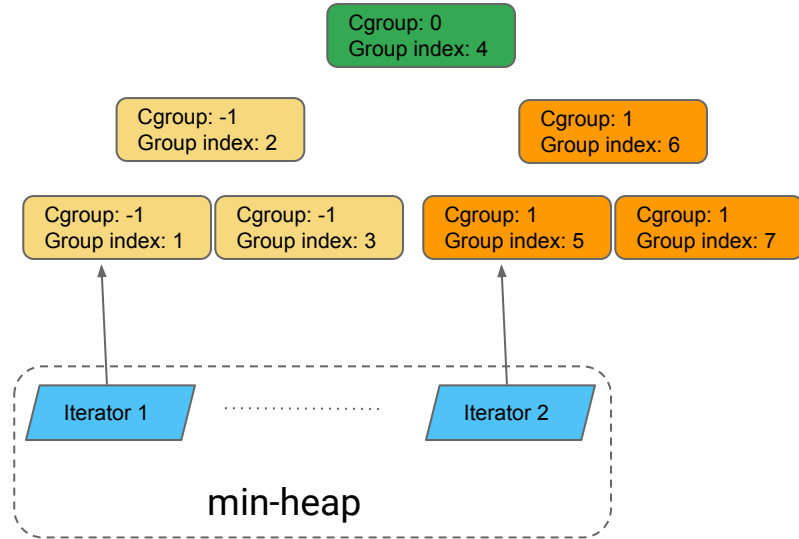 Cgroup: 0
Group index: 4
Cgroup: -1
Group index: 2
Cgroup: 1
Group index: 6
Cgroup: -1
Group index: 1
Cgroup: -1
Group index: 3
Cgroup: 1
Group index: 5
Cgroup: 1
Group index: 7
Iterator 1
Iterator 2
min-heap